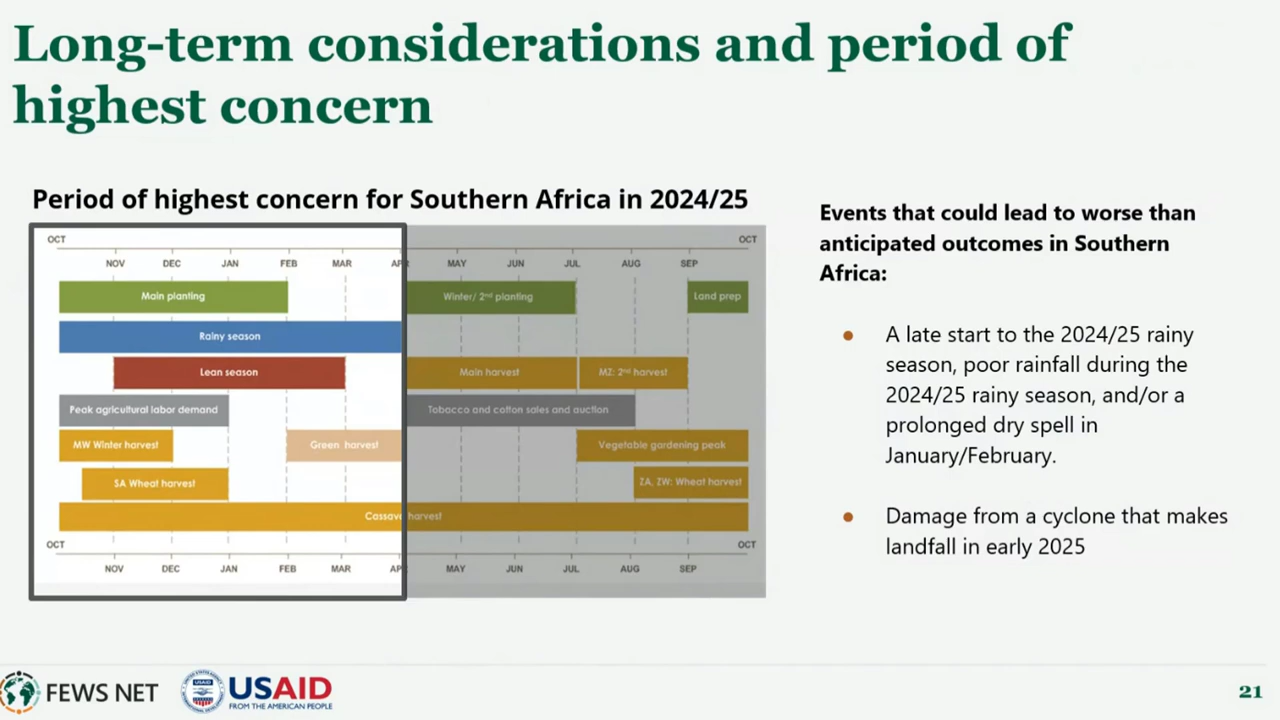 Long-term considerations and period of
highest concern
Period of highest concern for Southern Africa in 2024/25
OCT OCT
NOV DEC JAN FEB MAR APR MAY JUN JUL AUG SEP
Main planting Winter/ 2nd planting Land prep
Rainy season
Lean season Main harvest MZ: 2nd harvest
Peak agricultural labor demand Tobacco and cotton sales and auction
MW Winter harvest Green harvest Vegetable gardening peak
SA Wheat harvest ZA, ZW: Wheat harvest
Cassava harvest
OCT OCT
NOV DEC JAN FEB MAR APR MAY JUN JUL AUG SEP
Events that could lead to worse than
anticipated outcomes in Southern
Africa:
● A late start to the 2024/25 rainy
season, poor rainfall during the
2024/25 rainy season, and/or a
prolonged dry spell in
January/February.
● Damage from a cyclone that makes
landfall in early 2025
FEWS NET
USAID
FROM THE AMERICAN PEOPLE
21